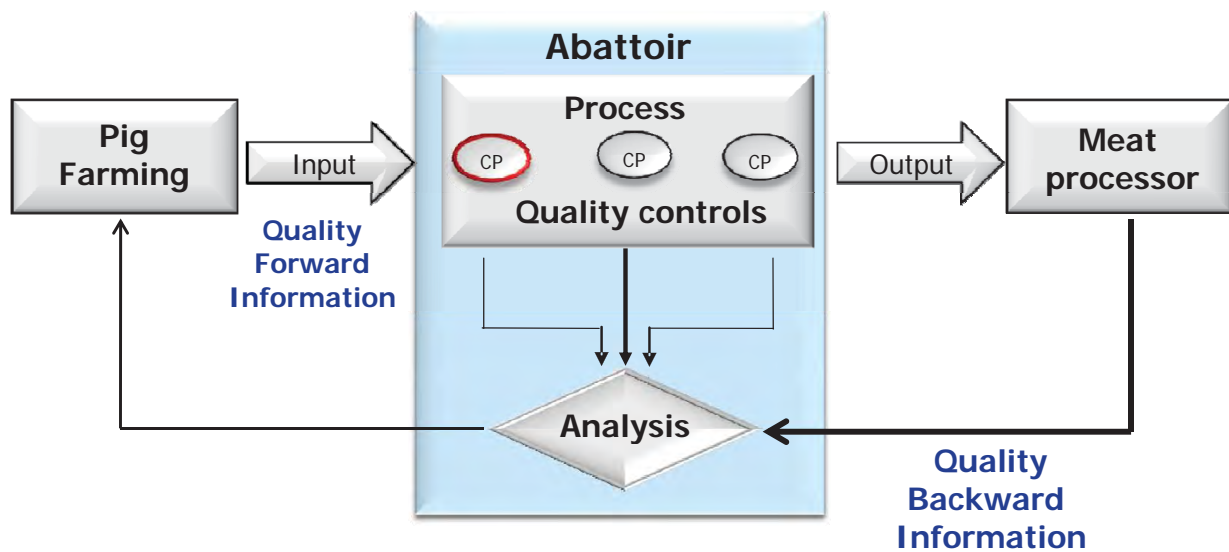 Abattoir
Pig
Farming
Input
Quality
Forward
Information
Process
CP
CP
CP
Quality controls
Output
Meat
processor
Analysis
Quality
Backward
Information